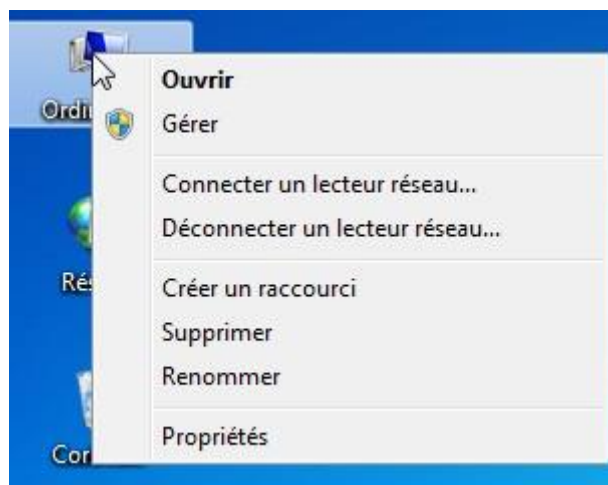 Ouvrir
Gérer
Connecter un lecteur réseau...
Déconnecter un lecteur réseau...
Créer un raccourci
Supprimer
Renommer
Propriétés